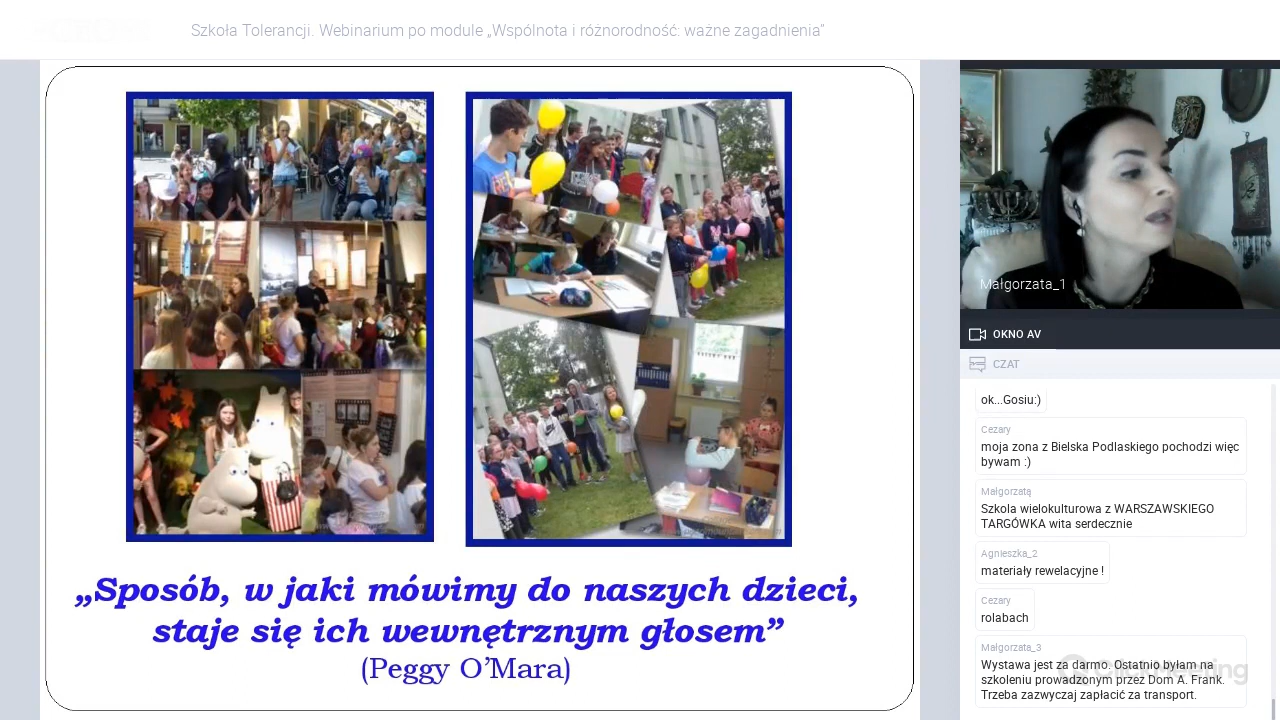 Szkoła Tolerancji. Webinarium po module „Wspólnota i różnorodność: ważne zagadnienia”
„Sposób, w jaki mówimy do naszych dzieci,
staje się ich wewnętrznym głosem”
(Peggy O’Mara)
Małgorzata_1
OKNO AV
CZAT
ok...Gosiu:)
Cezary
moja zona z Bielska Podlaskiego pochodzi więc
bywam :)
Małgorzatą
Szkola wielokulturowa z WARSZAWSKIEGO
TARGÓWKA wita serdecznie
Agnieszka_2
materiały rewelacyjne !
Cezary
rolabach
Małgorzata_3
Wystawa jest za darmo. Ostatnio byłam na
szkoleniu prowadzonym przez Dom A. Frank.
Trzeba zazwyczaj zapłacić za transport.